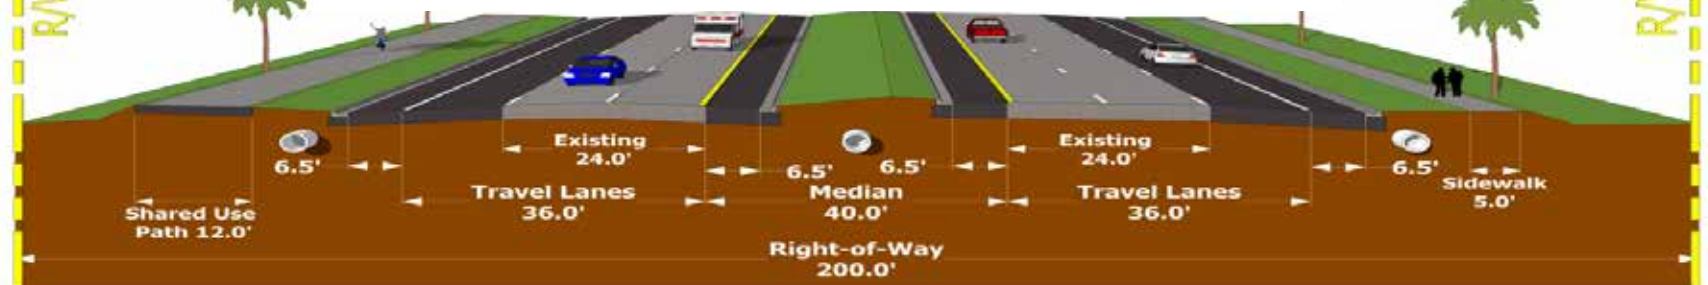 R/W
R/W
Existing
24.0'
Existing
24.0'
6.5'
6.5'
6.5'
6.5'
Travel Lanes
36.0'
Median
40.0'
Travel Lanes
36.0'
Sidewalk
5.0'
Shared Use
Path 12.0'
Right-of-Way
200.0'